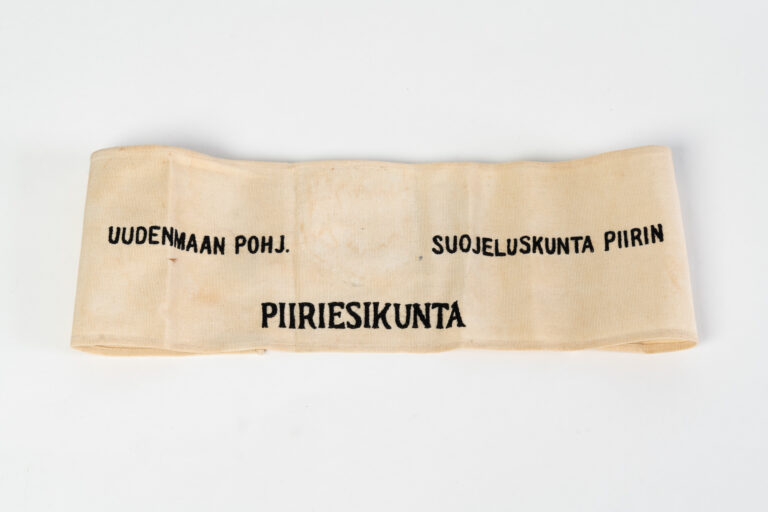 UUDENMAAN POHJ. SUOJELUSKUNTA PIIRIN
PIIRIESIKUNTA